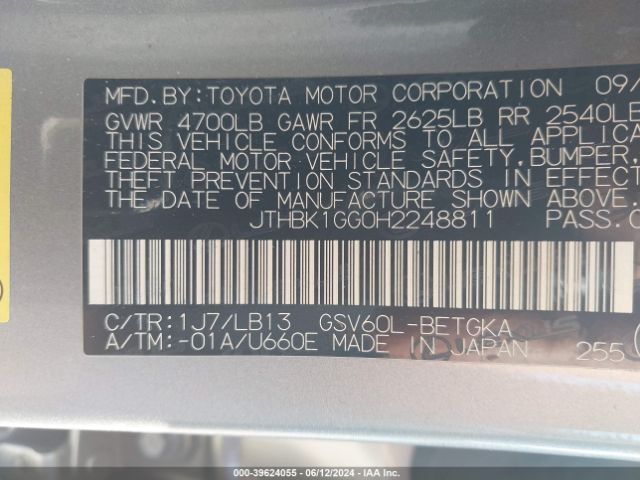 MFD.BY:TOYOTA MOTOR CORPORATION 09/
GVWR 4700LB GAWR FR 2625LB RR 2540LB
THIS VEHICLE CONFORMS TO ALL APPLICA
FEDERAL MOTOR VEHICLE SAFETY, BUMPER,
THEFT PREVENTION STANDARDS IN EFFECT
THE DATE OF MANUFACTURE SHOWN ABOVE.
JTHBK1GG0H2248811 PASS.C
C/TR:1J7/LB13 GSV60L-BETGKA
A/TM:-01A/U660E MADE IN JAPAN 255
000-39624055 / 06/12/2024 / IAA Inc.